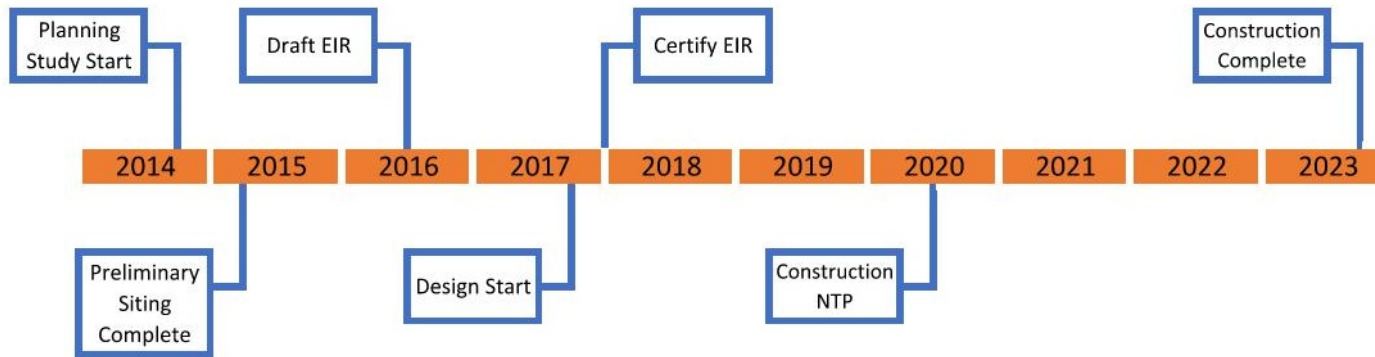 Planning
Study Start
Draft EIR
Certify EIR
Construction
Complete
2014 2015 2016 2017 2018 2019 2020 2021 2022 2023
Preliminary
Siting
Complete
Design Start
Construction
NTP